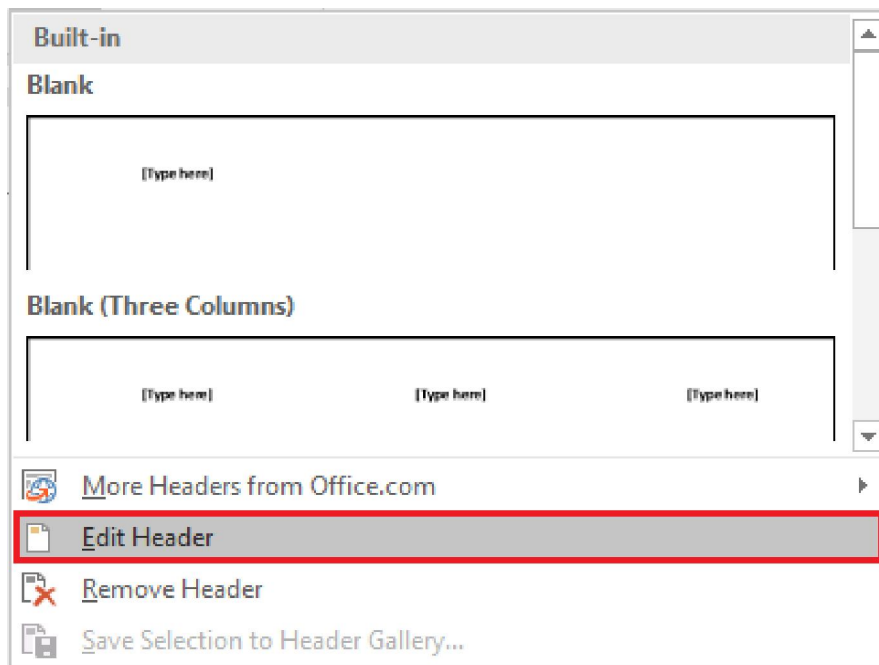 Built-in
Blank
[Type here]
Blank (Three Columns)
[Type here] [Type here] [Type here]
More Headers from Office.com
Edit Header
Remove Header
Save Selection to Header Gallery...